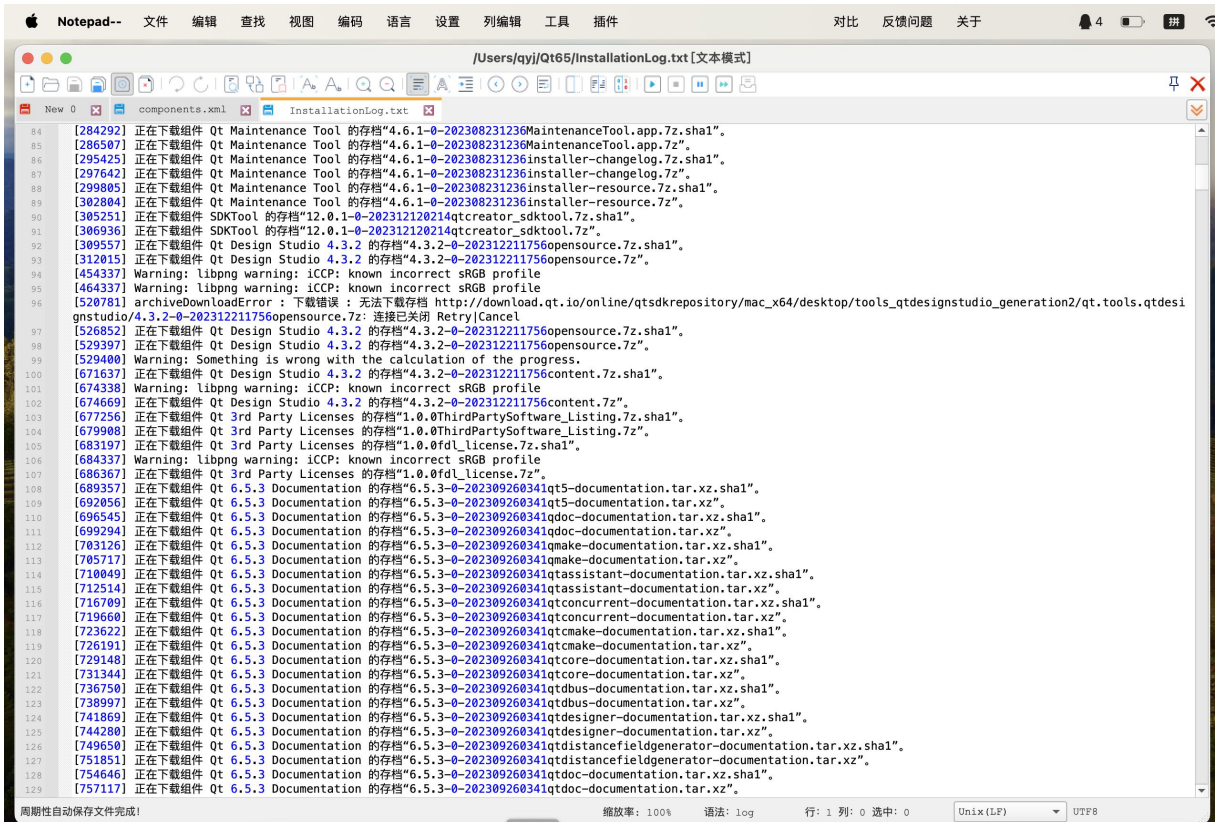 Notepad-- 文件 编辑 查找 视图 编码 语言 设置 列编辑 工具 插件 对比 反馈问题 关于 4 拼
/Users/qyj/Qt65/InstallationLog.txt[文本模式]
New 0 components.xml InstallationLog.txt
84 [284292] 正在下载组件 Qt Maintenance Tool 的存档“4.6.1-0-202308231236MaintenanceTool.app.7z.sha1”。
85 [286507] 正在下载组件 Qt Maintenance Tool 的存档“4.6.1-0-202308231236MaintenanceTool.app.7z”。
86 [295425] 正在下载组件 Qt Maintenance Tool 的存档“4.6.1-0-202308231236installer-changelog.7z.sha1”。
87 [297642] 正在下载组件 Qt Maintenance Tool 的存档“4.6.1-0-202308231236installer-changelog.7z”。
88 [299805] 正在下载组件 Qt Maintenance Tool 的存档“4.6.1-0-202308231236installer-resource.7z.sha1”。
89 [302804] 正在下载组件 Qt Maintenance Tool 的存档“4.6.1-0-202308231236installer-resource.7z”。
90 [305251] 正在下载组件 SDKTool 的存档“12.0.1-0-202312120214qtcreator_sdktool.7z.sha1”。
91 [306936] 正在下载组件 SDKTool 的存档“12.0.1-0-202312120214qtcreator_sdktool.7z”。
92 [309557] 正在下载组件 Qt Design Studio 4.3.2 的存档“4.3.2-0-202312211756opensource.7z.sha1”。
93 [312015] 正在下载组件 Qt Design Studio 4.3.2 的存档“4.3.2-0-202312211756opensource.7z”。
94 [454337] Warning: libpng warning: iCCP: known incorrect sRGB profile
95 [464337] Warning: libpng warning: iCCP: known incorrect sRGB profile
96 [520781] archiveDownloadError : 下载错误 : 无法下载存档 http://download.qt.io/online/qtsdkrepository/mac_x64/desktop/tools_qtdesignstudio_generation2/qt.tools.qtdesi
gnstudio/4.3.2-0-202312211756opensource.7z：连接已关闭 Retry|Cancel
97 [526852] 正在下载组件 Qt Design Studio 4.3.2 的存档“4.3.2-0-202312211756opensource.7z.sha1”。
98 [529397] 正在下载组件 Qt Design Studio 4.3.2 的存档“4.3.2-0-202312211756opensource.7z”。
99 [529400] Warning: Something is wrong with the calculation of the progress.
100 [671637] 正在下载组件 Qt Design Studio 4.3.2 的存档“4.3.2-0-202312211756content.7z.sha1”。
101 [674338] Warning: libpng warning: iCCP: known incorrect sRGB profile
102 [674669] 正在下载组件 Qt Design Studio 4.3.2 的存档“4.3.2-0-202312211756content.7z”。
103 [677256] 正在下载组件 Qt 3rd Party Licenses 的存档“1.0.0ThirdPartySoftware_Listing.7z.sha1”。
104 [679908] 正在下载组件 Qt 3rd Party Licenses 的存档“1.0.0ThirdPartySoftware_Listing.7z”。
105 [683197] 正在下载组件 Qt 3rd Party Licenses 的存档“1.0.0fdl_license.7z.sha1”。
106 [684337] Warning: libpng warning: iCCP: known incorrect sRGB profile
107 [686367] 正在下载组件 Qt 3rd Party Licenses 的存档“1.0.0fdl_license.7z”。
108 [689357] 正在下载组件 Qt 6.5.3 Documentation 的存档“6.5.3-0-202309260341qt5-documentation.tar.xz.sha1”。
109 [692056] 正在下载组件 Qt 6.5.3 Documentation 的存档“6.5.3-0-202309260341qt5-documentation.tar.xz”。
110 [696545] 正在下载组件 Qt 6.5.3 Documentation 的存档“6.5.3-0-202309260341qdoc-documentation.tar.xz.sha1”。
111 [699294] 正在下载组件 Qt 6.5.3 Documentation 的存档“6.5.3-0-202309260341qdoc-documentation.tar.xz”。
112 [703126] 正在下载组件 Qt 6.5.3 Documentation 的存档“6.5.3-0-202309260341qmake-documentation.tar.xz.sha1”。
113 [705717] 正在下载组件 Qt 6.5.3 Documentation 的存档“6.5.3-0-202309260341qmake-documentation.tar.xz”。
114 [710049] 正在下载组件 Qt 6.5.3 Documentation 的存档“6.5.3-0-202309260341qtassistant-documentation.tar.xz.sha1”。
115 [712514] 正在下载组件 Qt 6.5.3 Documentation 的存档“6.5.3-0-202309260341qtassistant-documentation.tar.xz”。
116 [716709] 正在下载组件 Qt 6.5.3 Documentation 的存档“6.5.3-0-202309260341qtconcurrent-documentation.tar.xz.sha1”。
117 [719660] 正在下载组件 Qt 6.5.3 Documentation 的存档“6.5.3-0-202309260341qtconcurrent-documentation.tar.xz”。
118 [723622] 正在下载组件 Qt 6.5.3 Documentation 的存档“6.5.3-0-202309260341qtcmake-documentation.tar.xz.sha1”。
119 [726191] 正在下载组件 Qt 6.5.3 Documentation 的存档“6.5.3-0-202309260341qtcmake-documentation.tar.xz”。
120 [729148] 正在下载组件 Qt 6.5.3 Documentation 的存档“6.5.3-0-202309260341qtcore-documentation.tar.xz.sha1”。
121 [731344] 正在下载组件 Qt 6.5.3 Documentation 的存档“6.5.3-0-202309260341qtcore-documentation.tar.xz”。
122 [736750] 正在下载组件 Qt 6.5.3 Documentation 的存档“6.5.3-0-202309260341qtdbus-documentation.tar.xz.sha1”。
123 [738997] 正在下载组件 Qt 6.5.3 Documentation 的存档“6.5.3-0-202309260341qtdbus-documentation.tar.xz”。
124 [741869] 正在下载组件 Qt 6.5.3 Documentation 的存档“6.5.3-0-202309260341qtdesigner-documentation.tar.xz.sha1”。
125 [744280] 正在下载组件 Qt 6.5.3 Documentation 的存档“6.5.3-0-202309260341qtdesigner-documentation.tar.xz”。
126 [749650] 正在下载组件 Qt 6.5.3 Documentation 的存档“6.5.3-0-202309260341qtdistancefieldgenerator-documentation.tar.xz.sha1”。
127 [751851] 正在下载组件 Qt 6.5.3 Documentation 的存档“6.5.3-0-202309260341qtdistancefieldgenerator-documentation.tar.xz”。
128 [754646] 正在下载组件 Qt 6.5.3 Documentation 的存档“6.5.3-0-202309260341qtdoc-documentation.tar.xz.sha1”。
129 [757117] 正在下载组件 Qt 6.5.3 Documentation 的存档“6.5.3-0-202309260341qtdoc-documentation.tar.xz”。
周期性自动保存文件完成! 缩放率: 100% 语法: log 行: 1 列: 0 选中: 0 Unix(LF) UTF8